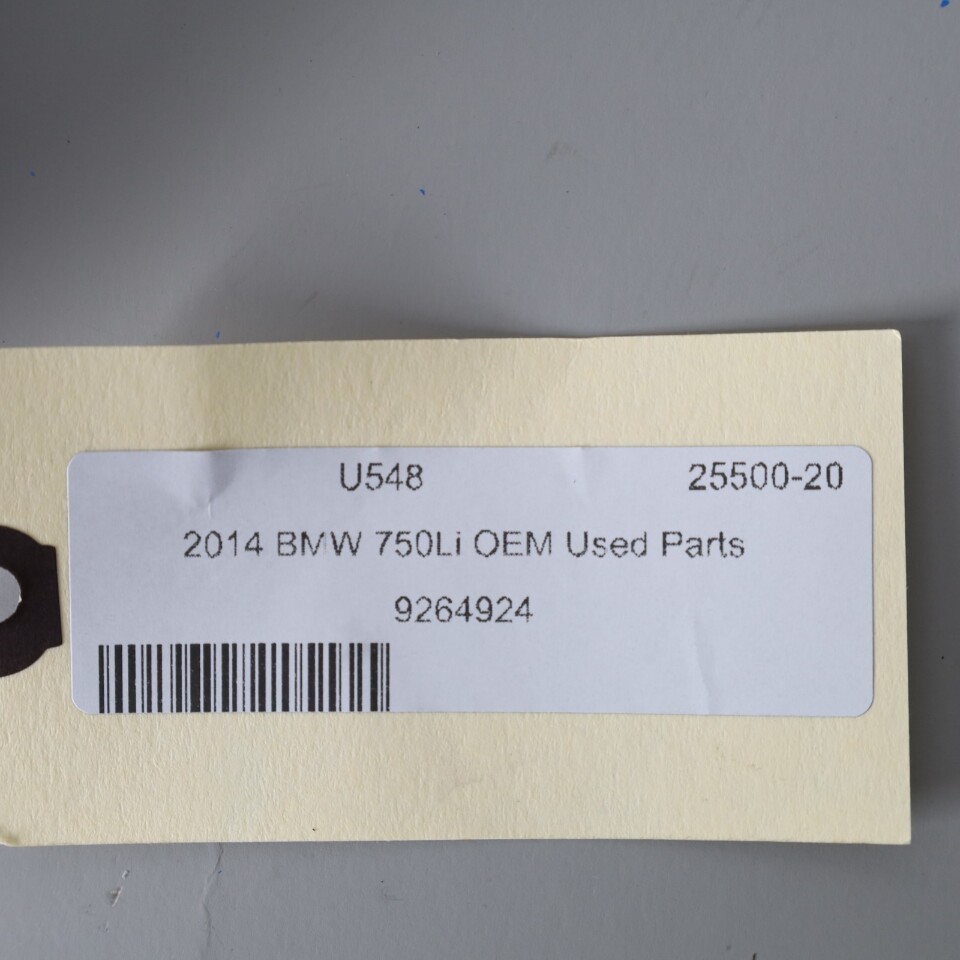 U548 25500-20
2014 BMW 750Li OEM Used Parts
9264924